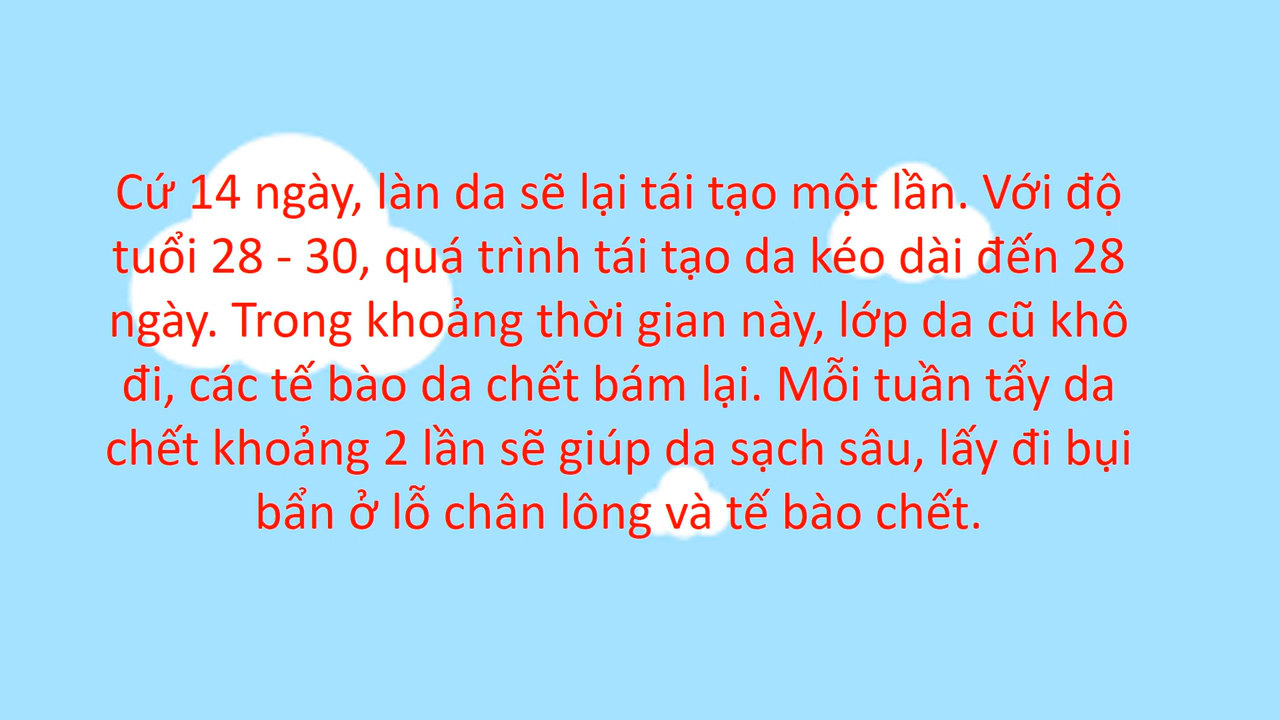 Cứ 14 ngày, làn da sẽ lại tái tạo một lần. Với độ
tuổi 28 - 30, quá trình tái tạo da kéo dài đến 28
ngày. Trong khoảng thời gian này, lớp da cũ khô
đi, các tế bào da chết bám lại. Mỗi tuần tẩy da
chết khoảng 2 lần sẽ giúp da sạch sâu, lấy đi bụi
bẩn ở lỗ chân lông và tế bào chết.